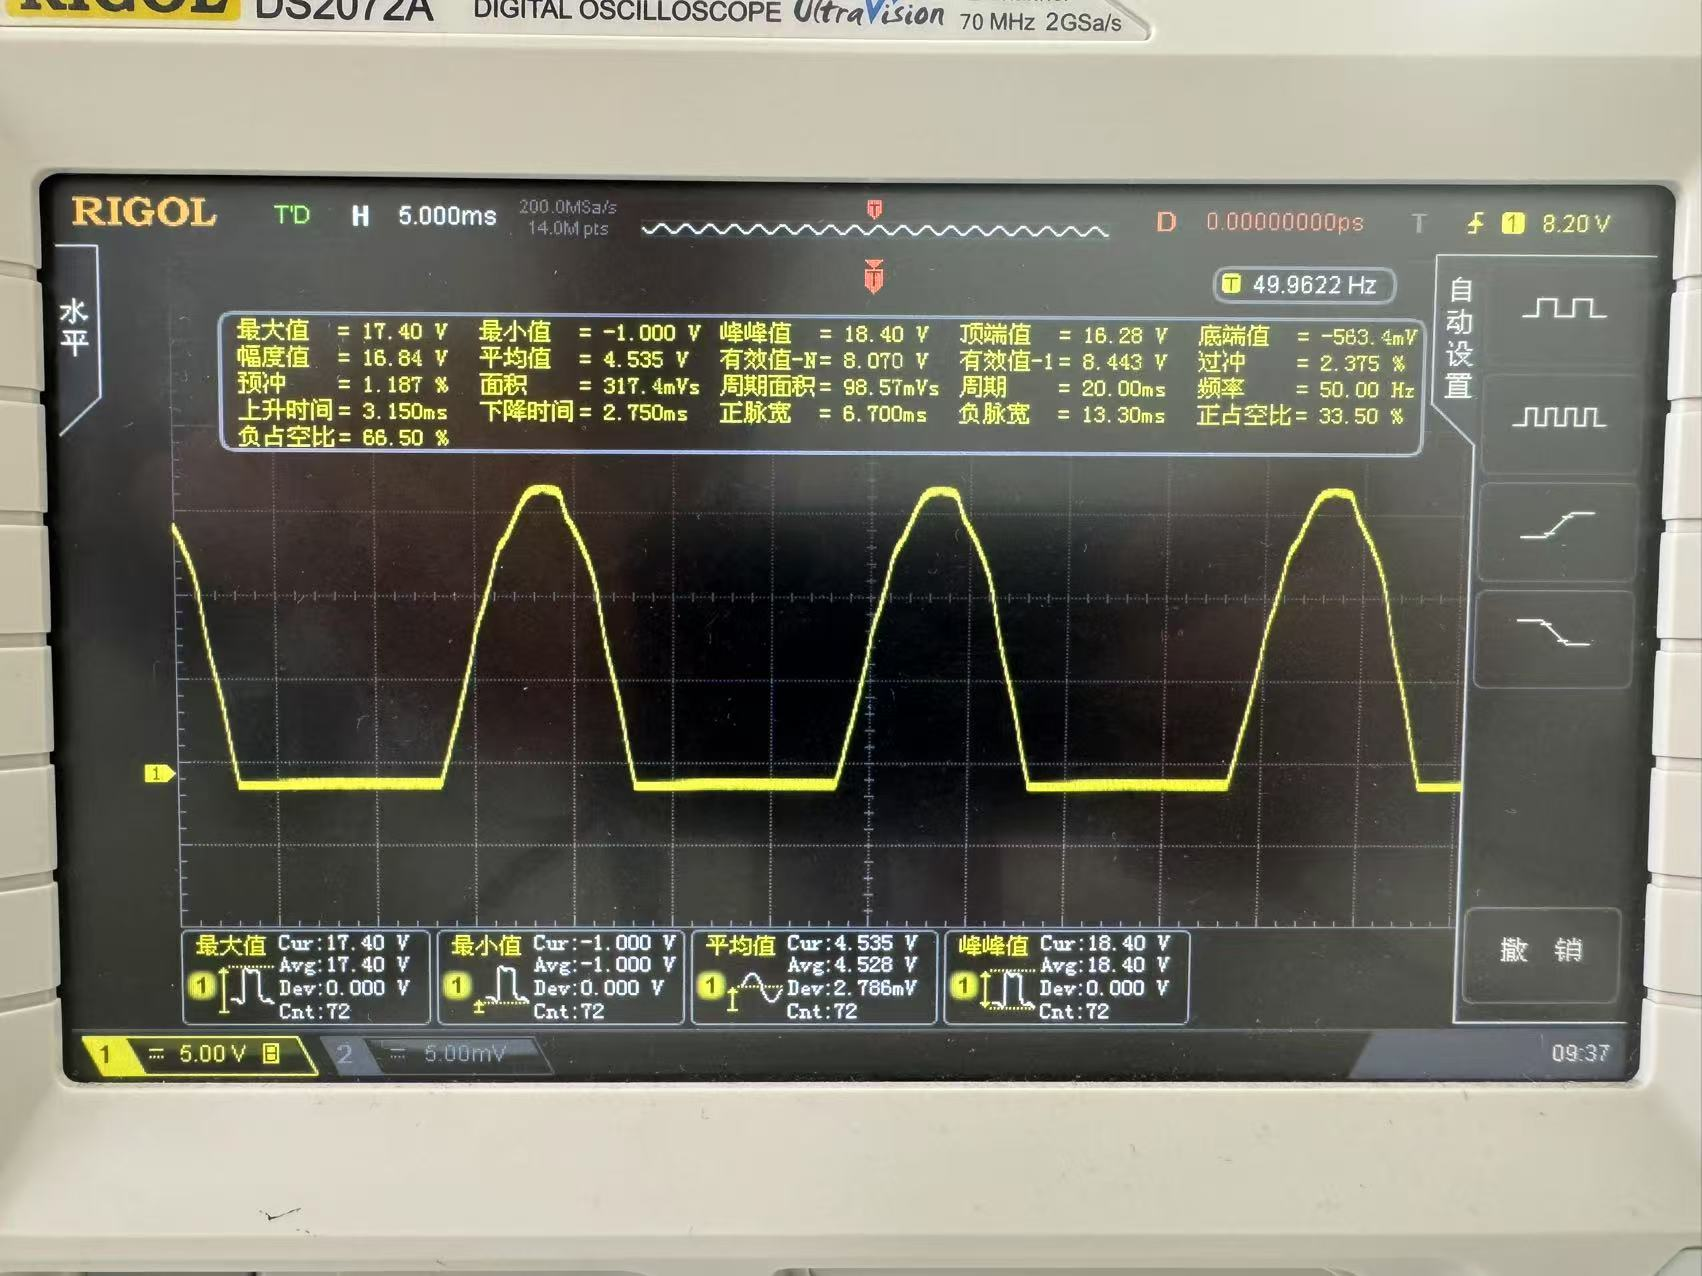 RIGOL DS2072A DIGITAL OSCILLOSCOPE UltraVision
70 MHz 2GSa/s
RIGOL T'D H 5.000ms 200.0MSa/s 14.0M pts D 0.00000000ps T 1 8.20 V
T 49.9622 Hz
水平
自动设置
最大值 = 17.40 V 最小值 = -1.000 V 峰峰值 = 18.40 V 顶端值 = 16.28 V 底端值 = -563.4mV
幅度值 = 16.84 V 平均值 = 4.535 V 有效值-N= 8.070 V 有效值-1= 8.443 V 过冲 = 2.375 %
预冲 = 1.187 % 面积 = 317.4mVs 周期面积= 98.57mVs 周期 = 20.00ms 频率 = 50.00 Hz
上升时间= 3.150ms 下降时间= 2.750ms 正脉宽 = 6.700ms 负脉宽 = 13.30ms 正占空比= 33.50 %
负占空比= 66.50 %
1
最大值 Cur:17.40 V
Avg:17.40 V
1 Dev:0.000 V
Cnt:72
最小值 Cur:-1.000 V
Avg:-1.000 V
1 Dev:0.000 V
Cnt:72
平均值 Cur:4.535 V
Avg:4.528 V
1 Dev:2.786mV
Cnt:72
峰峰值 Cur:18.40 V
Avg:18.40 V
1 Dev:0.000 V
Cnt:72
撤 销
1 5.00 V B 2 5.00mV 09:37